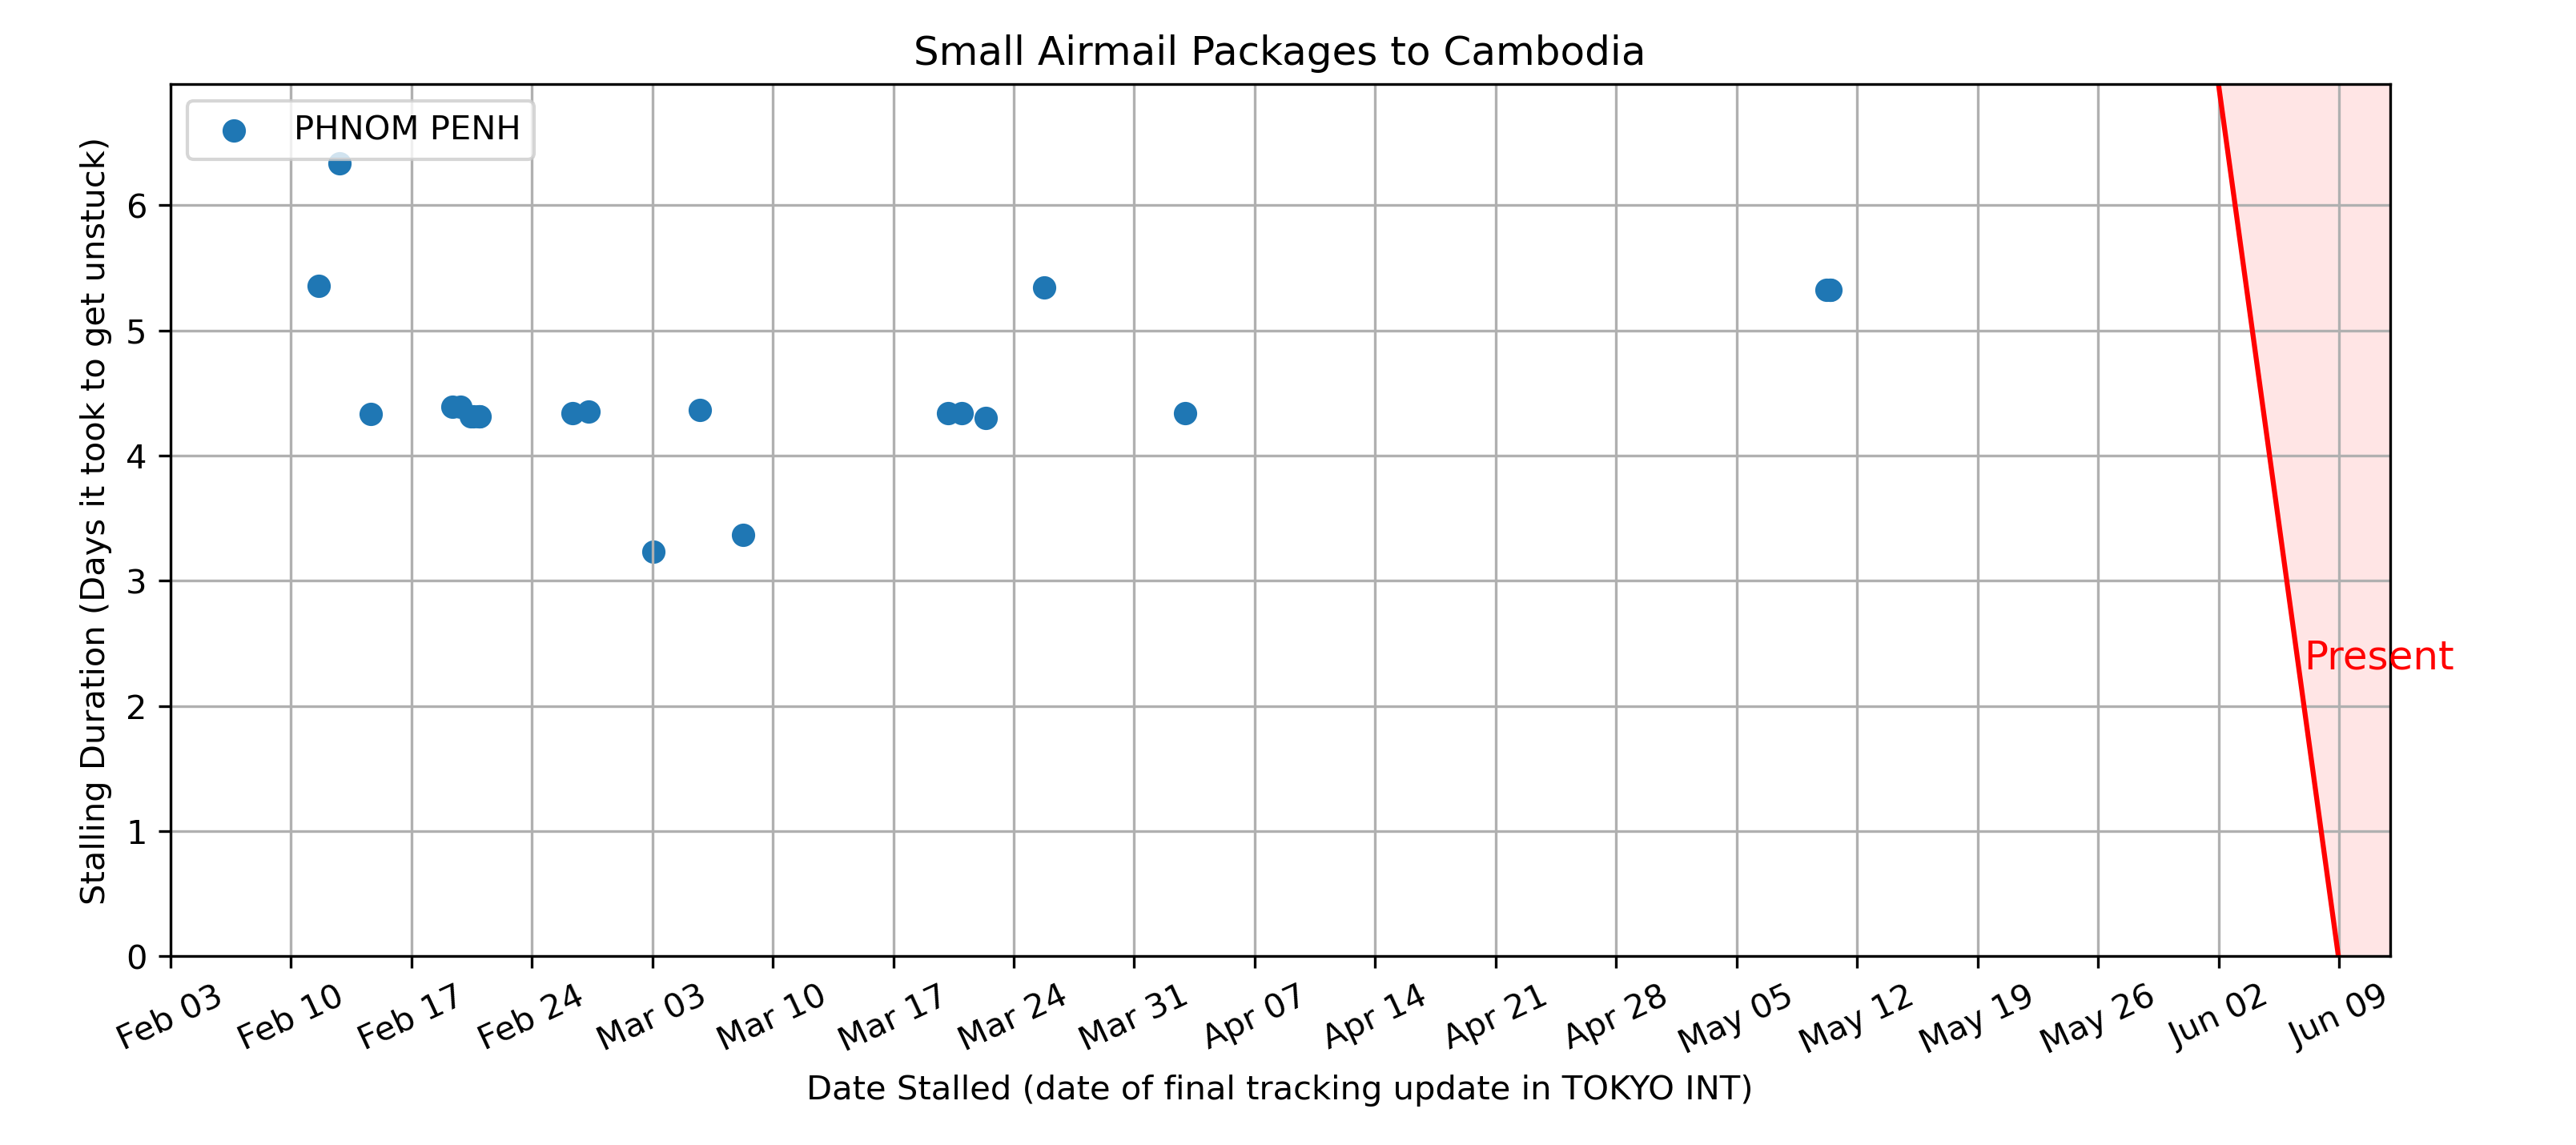 Small Airmail Packages to Cambodia
PHNOM PENH
Stalling Duration (Days it took to get unstuck)
6
5
4
3
2
1
0
Present
Feb 03
Feb 10
Feb 17
Feb 24
Mar 03
Mar 10
Mar 17
Mar 24
Mar 31
Apr 07
Apr 14
Apr 21
Apr 28
May 05
May 12
May 19
May 26
Jun 02
Jun 09
Date Stalled (date of final tracking update in TOKYO INT)